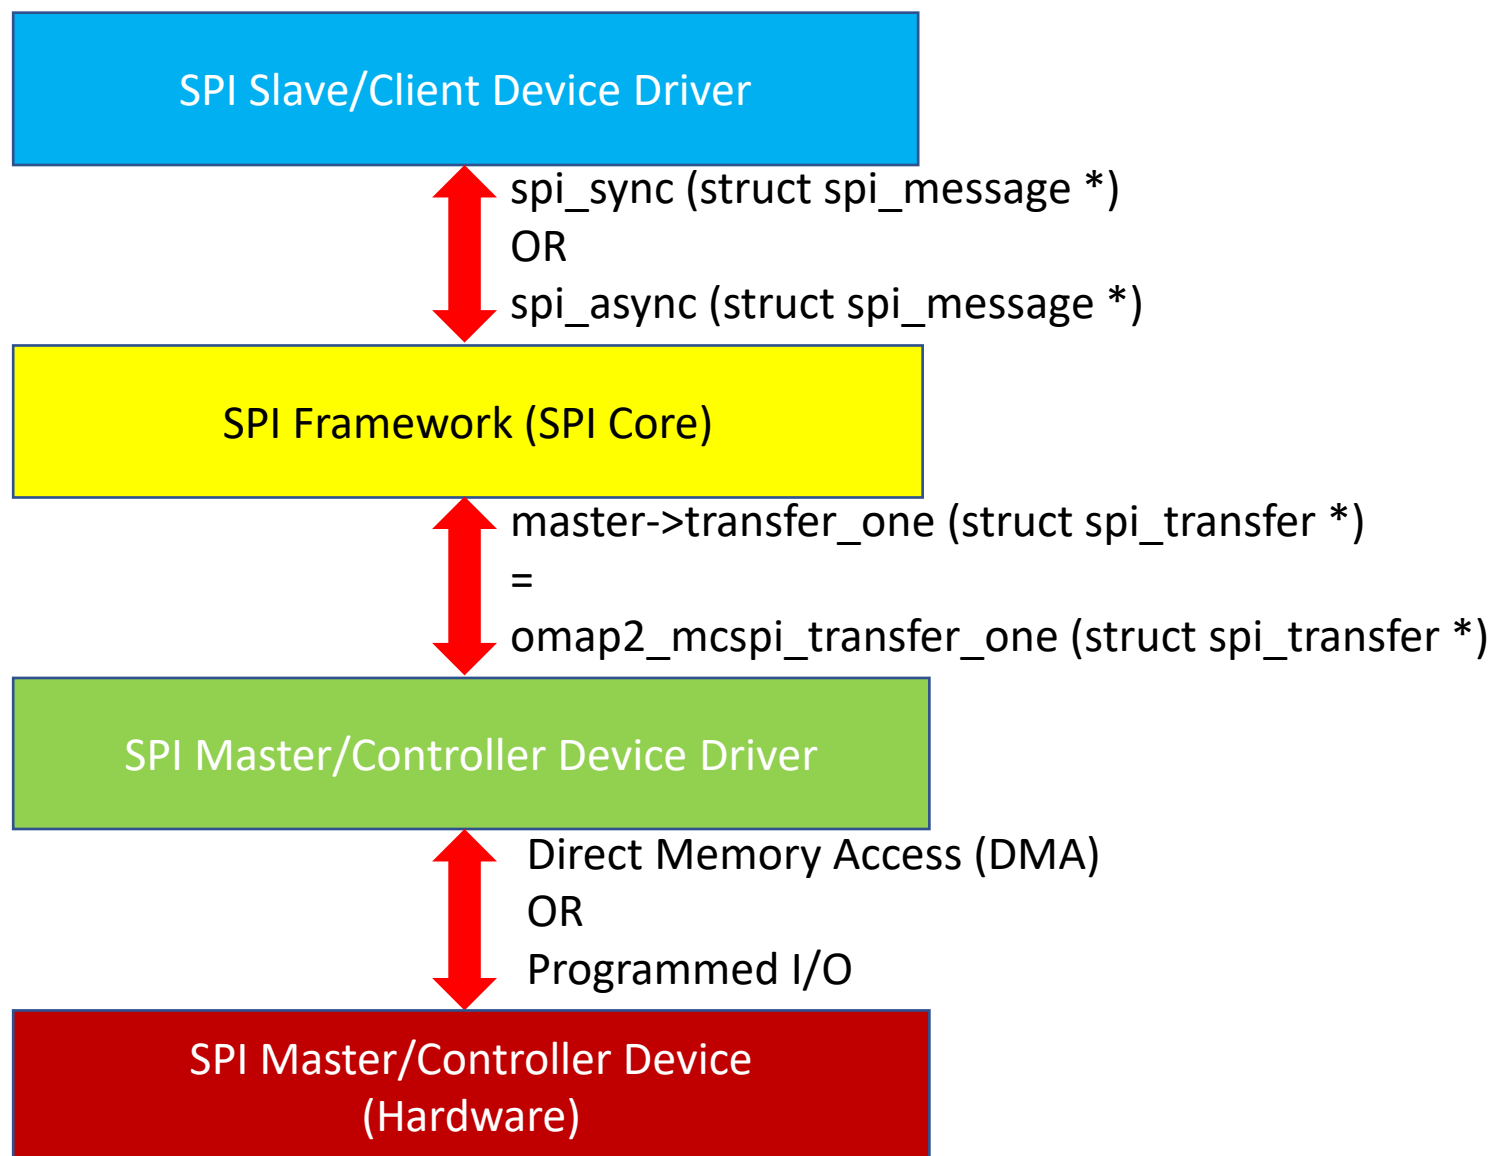 SPI Slave/Client Device Driver
spi_sync (struct spi_message *)
OR
spi_async (struct spi_message *)
SPI Framework (SPI Core)
master->transfer_one (struct spi_transfer *)
=
omap2_mcspi_transfer_one (struct spi_transfer *)
SPI Master/Controller Device Driver
Direct Memory Access (DMA)
OR
Programmed I/O
SPI Master/Controller Device
(Hardware)